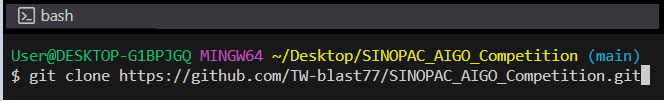 bash
User@DESKTOP-G1BPJGQ MINGW64 ~/Desktop/SINOPAC_AIGO_Competition (main)
$ git clone https://github.com/TW-blast77/SINOPAC_AIGO_Competition.git